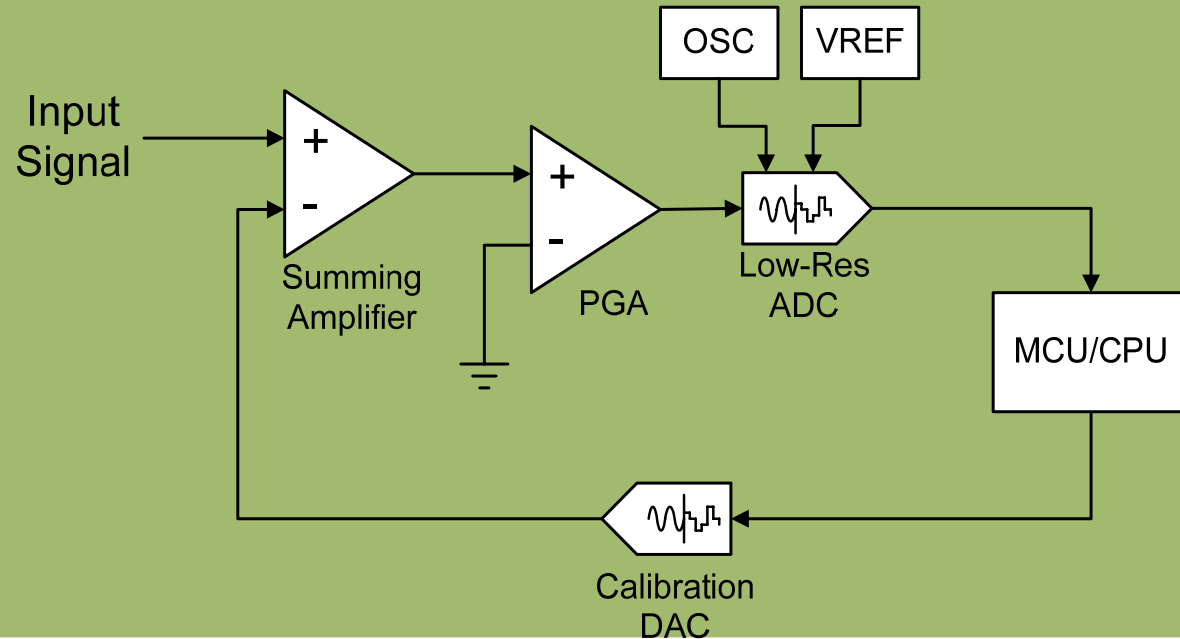 OSC
VREF
Input
Signal
+
-
+
-
Summing
Amplifier
PGA
Low-Res
ADC
MCU/CPU
Calibration
DAC